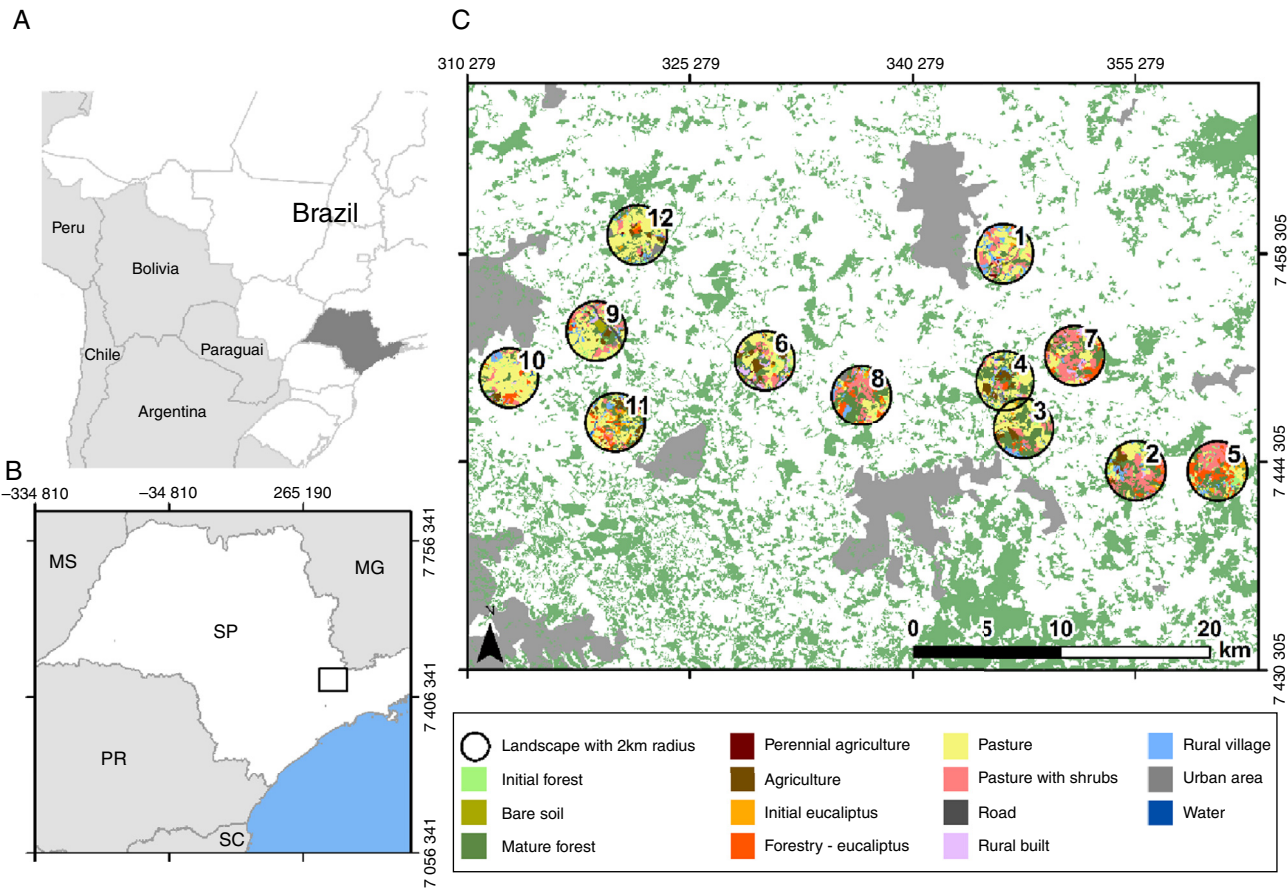 A
Brazil
Peru
Bolivia
Chile
Paraguai
Argentina
B
−334 810
−34 810
265 190
MS
MG
SP
PR
SC
7 756 341
7 406 341
7 056 341
C
310 279
325 279
340 279
355 279
12
1
9
6
7
10
4
8
11
3
2
5
7 458 305
7 444 305
7 430 305
N
0 5 10 20
km
Landscape with 2km radius
Initial forest
Bare soil
Mature forest
Perennial agriculture
Agriculture
Initial eucaliptus
Forestry - eucaliptus
Pasture
Pasture with shrubs
Road
Rural built
Rural village
Urban area
Water